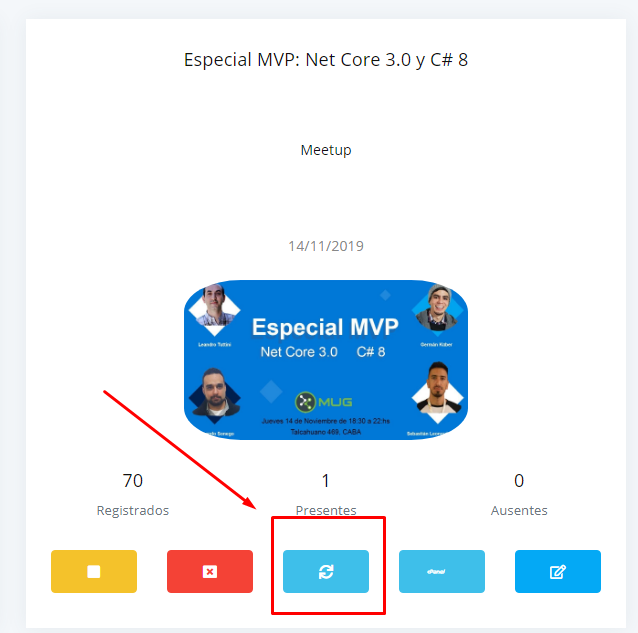 Especial MVP: Net Core 3.0 y C# 8
Meetup
14/11/2019
Leandro Tuttini
Germán Küber
Especial MVP
Net Core 3.0 C# 8
MUG
Jueves 14 de Noviembre de 18:30 a 22 hs
Talcahuano 469, CABA
70
1
0
Registrados
Presentes
Ausentes